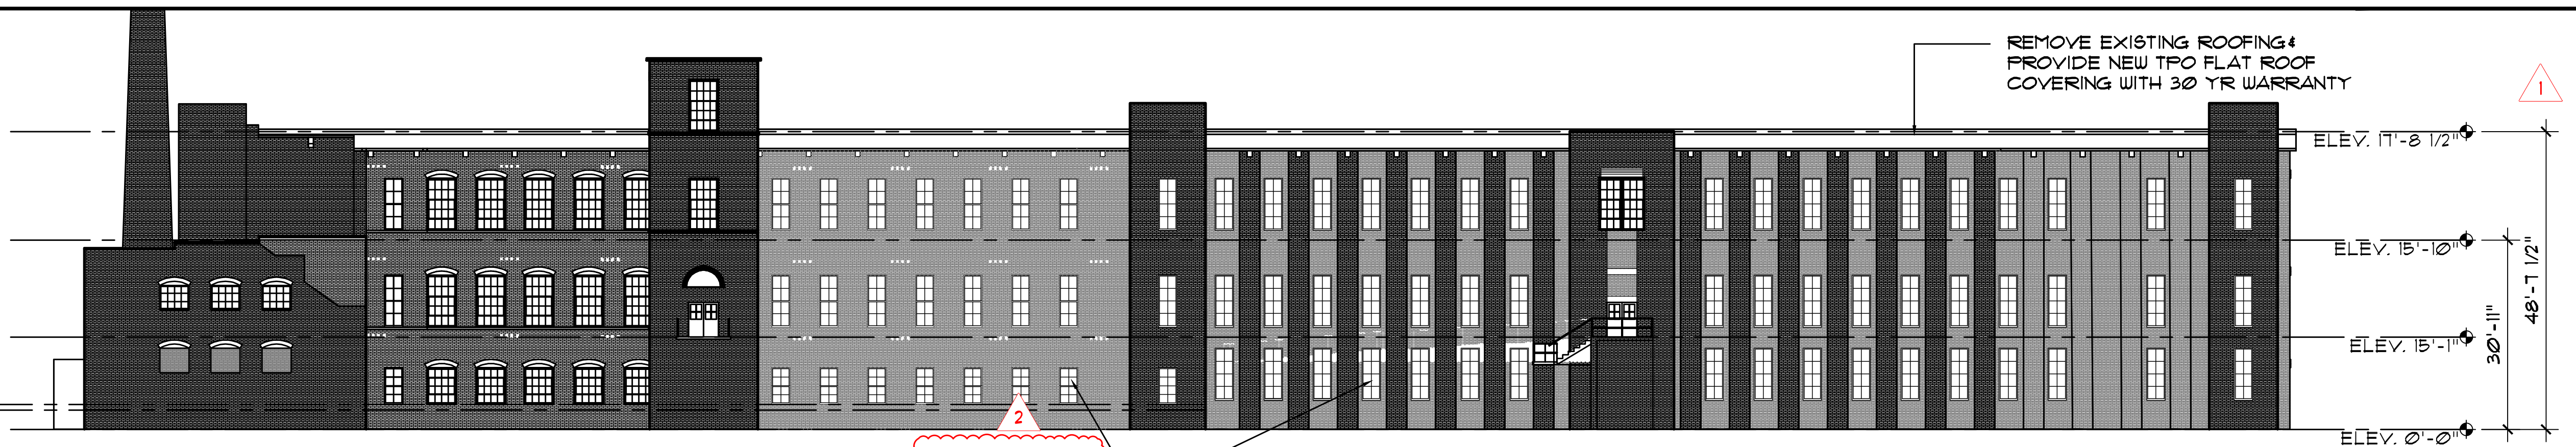 REMOVE EXISTING ROOFING &
PROVIDE NEW TPO FLAT ROOF
COVERING WITH 30 YR WARRANTY
1
ELEV. 17'-8 1/2"
ELEV. 15'-10"
48'-7 1/2"
30'-11"
ELEV. 15'-1"
2
ELEV. 0'-0"